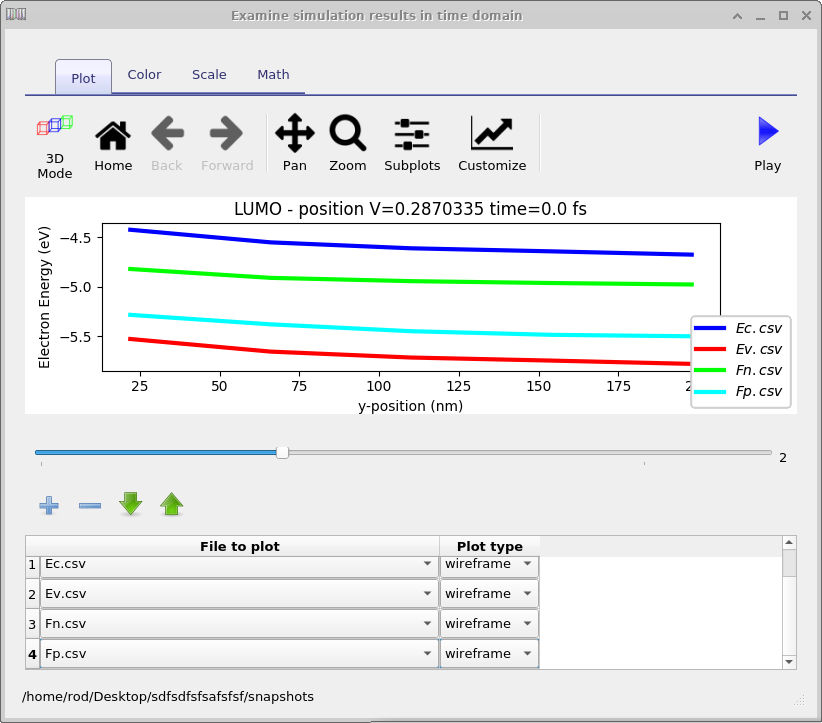 Examine simulation results in time domain
Plot Color Scale Math
3D Mode Home Back Forward Pan Zoom Subplots Customize Play
LUMO - position V=0.2870335 time=0.0 fs
Electron Energy (eV)
−4.5
−5.0
−5.5
25 50 75 100 125 150 175
y-position (nm)
Ec.csv
Ev.csv
Fn.csv
Fp.csv
2
File to plot Plot type
1 Ec.csv wireframe
2 Ev.csv wireframe
3 Fn.csv wireframe
4 Fp.csv wireframe
/home/rod/Desktop/sdfsdfsfsafsfsf/snapshots